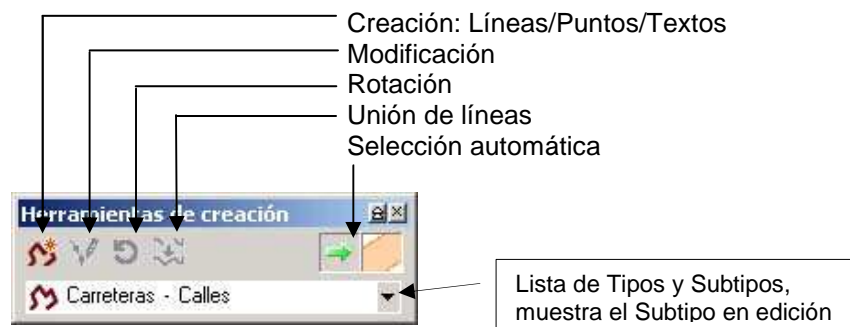 Creación: Líneas/Puntos/Textos
Modificación
Rotación
Unión de líneas
Selección automática
Herramientas de creación
Carreteras - Calles
Lista de Tipos y Subtipos,
muestra el Subtipo en edición